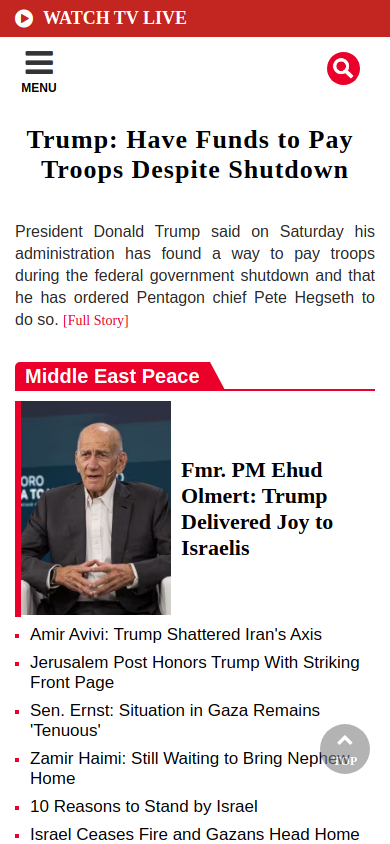 WATCH TV LIVE
MENU
Trump: Have Funds to Pay
Troops Despite Shutdown
President Donald Trump said on Saturday his
administration has found a way to pay troops
during the federal government shutdown and that
he has ordered Pentagon chief Pete Hegseth to
do so. [Full Story]
Middle East Peace
ORO
A TO
Fmr. PM Ehud
Olmert: Trump
Delivered Joy to
Israelis
Amir Avivi: Trump Shattered Iran's Axis
Jerusalem Post Honors Trump With Striking
Front Page
Sen. Ernst: Situation in Gaza Remains
'Tenuous'
Zamir Haimi: Still Waiting to Bring Nephew
Home
TOP
10 Reasons to Stand by Israel
Israel Ceases Fire and Gazans Head Home